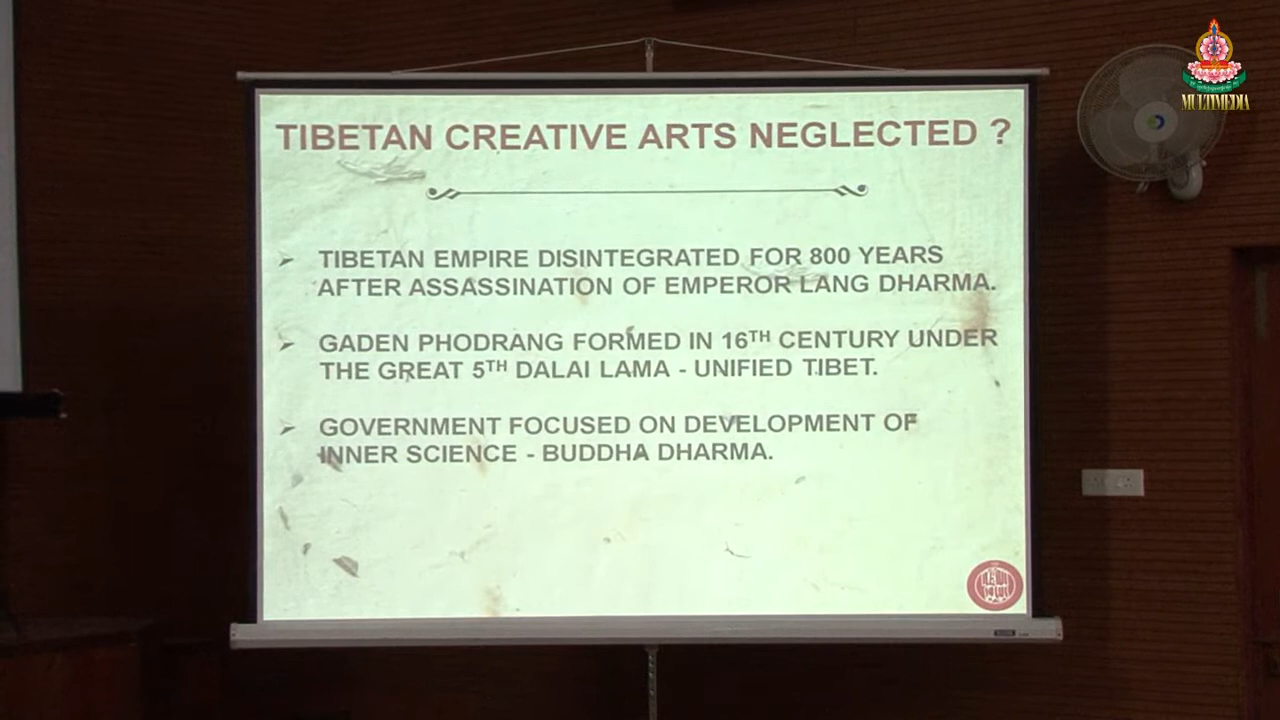 MULTIMEDIA
TIBETAN CREATIVE ARTS NEGLECTED ?
➢ TIBETAN EMPIRE DISINTEGRATED FOR 800 YEARS
AFTER ASSASSINATION OF EMPEROR LANG DHARMA.
➢ GADEN PHODRANG FORMED IN 16TH CENTURY UNDER
THE GREAT 5TH DALAI LAMA - UNIFIED TIBET.
➢ GOVERNMENT FOCUSED ON DEVELOPMENT OF
INNER SCIENCE - BUDDHA DHARMA.